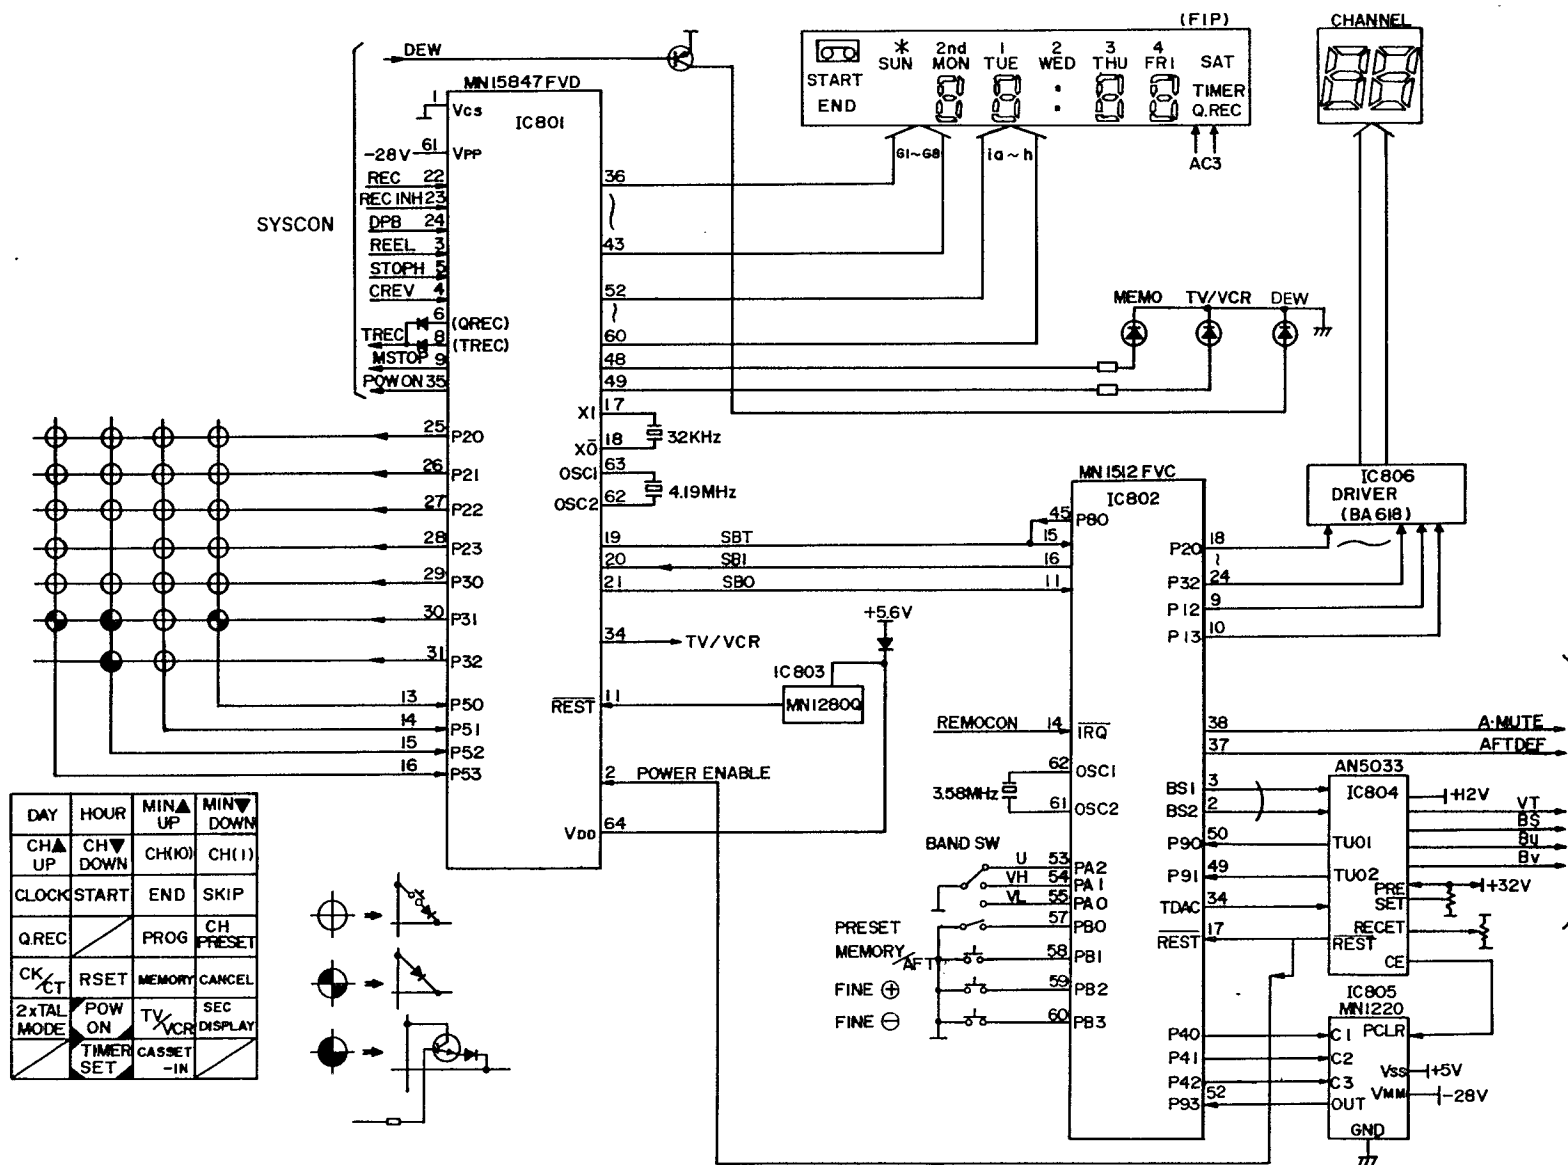 (FIP)
CHANNEL
DEW
MN15847FVD
* 2nd 1 2 3 4
SUN MON TUE WED THU FRI SAT
START
END
TIMER
Q.REC
AC3
G1~G8
ia~h
SYSCON
IC801
1 VCS
-28V 61 VPP
REC 22
REC INH 23
DPB 24
REEL 3
STOPH 5
CREV 4
6 (QREC)
TREC 8 (TREC)
MSTOP 9
POW ON 35
36
43
52
60
48
49
MEMO TV/VCR DEW
X1 17
XO 18
32KHz
OSC1 63
OSC2 62
4.19MHz
25 P20
26 P21
27 P22
28 P23
29 P30
30 P31
31 P32
13 P50
14 P51
15 P52
16 P53
19 SBT
20 SBI
21 SBO
34 TV/VCR
REST 11
2 POWER ENABLE
VDD 64
+5.6V
IC803
MN1280Q
MN1512FVC
IC802
45 P80
15
16
11
P20 18
P32 24
P12 9
P13 10
IC806
DRIVER
(BA618)
REMOCON 14 IRQ
62 OSC1
3.58MHz
61 OSC2
BAND SW
U 53 PA2
VH 54 PA1
VL 55 PA0
PRESET 57 PB0
MEMORY/AFT 58 PB1
FINE ⊕ 59 PB2
FINE ⊖ 60 PB3
38 A·MUTE
37 AFTDEF
BS1 3
BS2 2
P90 50
P91 49
TDAC 34
REST 17
P40
P41
P42
P93 52
AN5033
IC804
+12V
VT
BS
BU
BV
TU01
TU02
PRE
SET
+32V
RECET
REST
CE
IC805
MN1220
C1 PCLR
C2
C3
VSS +5V
OUT
VMM -28V
GND
DAY HOUR MIN▲UP MIN▼DOWN
CH▲UP CH▼DOWN CH(10) CH(1)
CLOCK START END SKIP
Q.REC PROG CH PRESET
CK/CT RSET MEMORY CANCEL
2xTAL MODE POW ON TV/VCR SEC DISPLAY
TIMER SET CASSET-IN